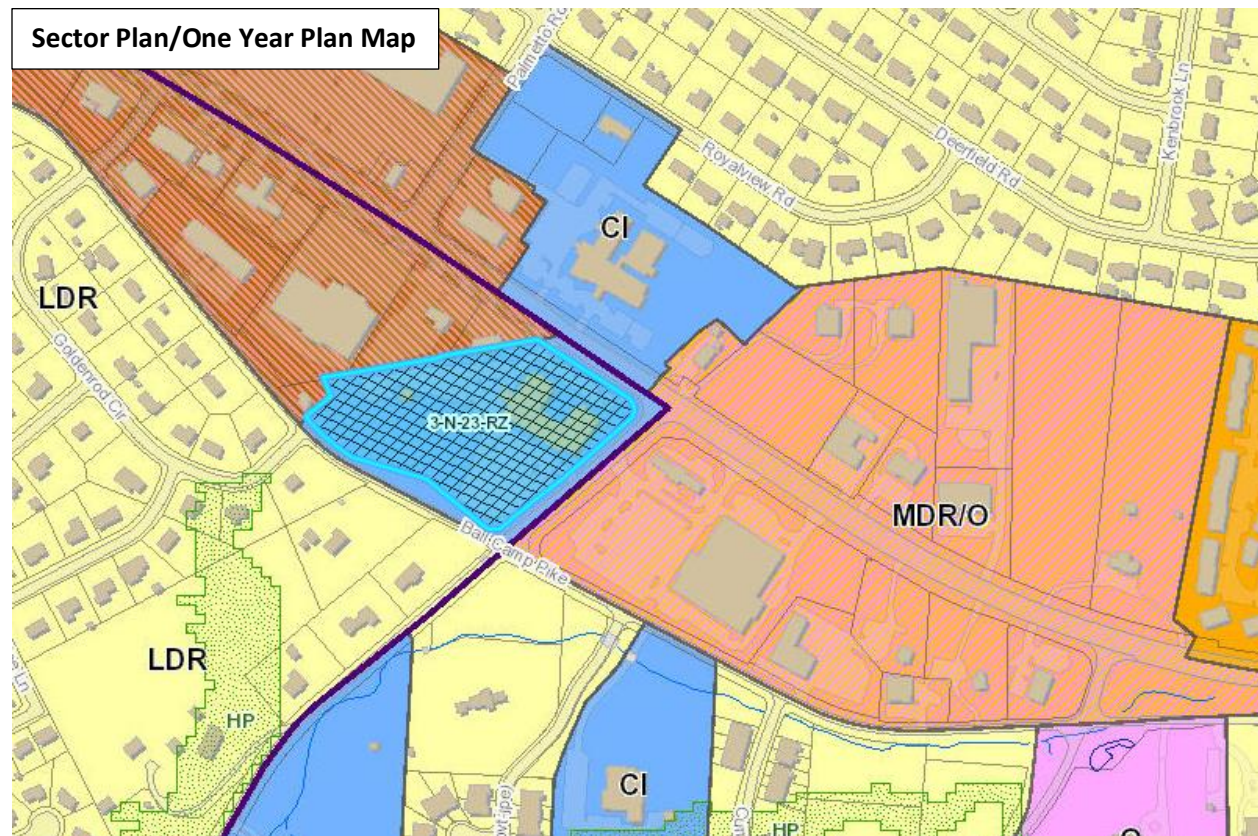 Sector Plan/One Year Plan Map
Palmetto Rd
Kenbrook Ln
Deerfield Rd
Royalview Rd
CI
LDR
Goldenrod Cir
3-N-23-RZ
MDR/O
Ball Camp Pike
LDR
HP
CI
HP
O